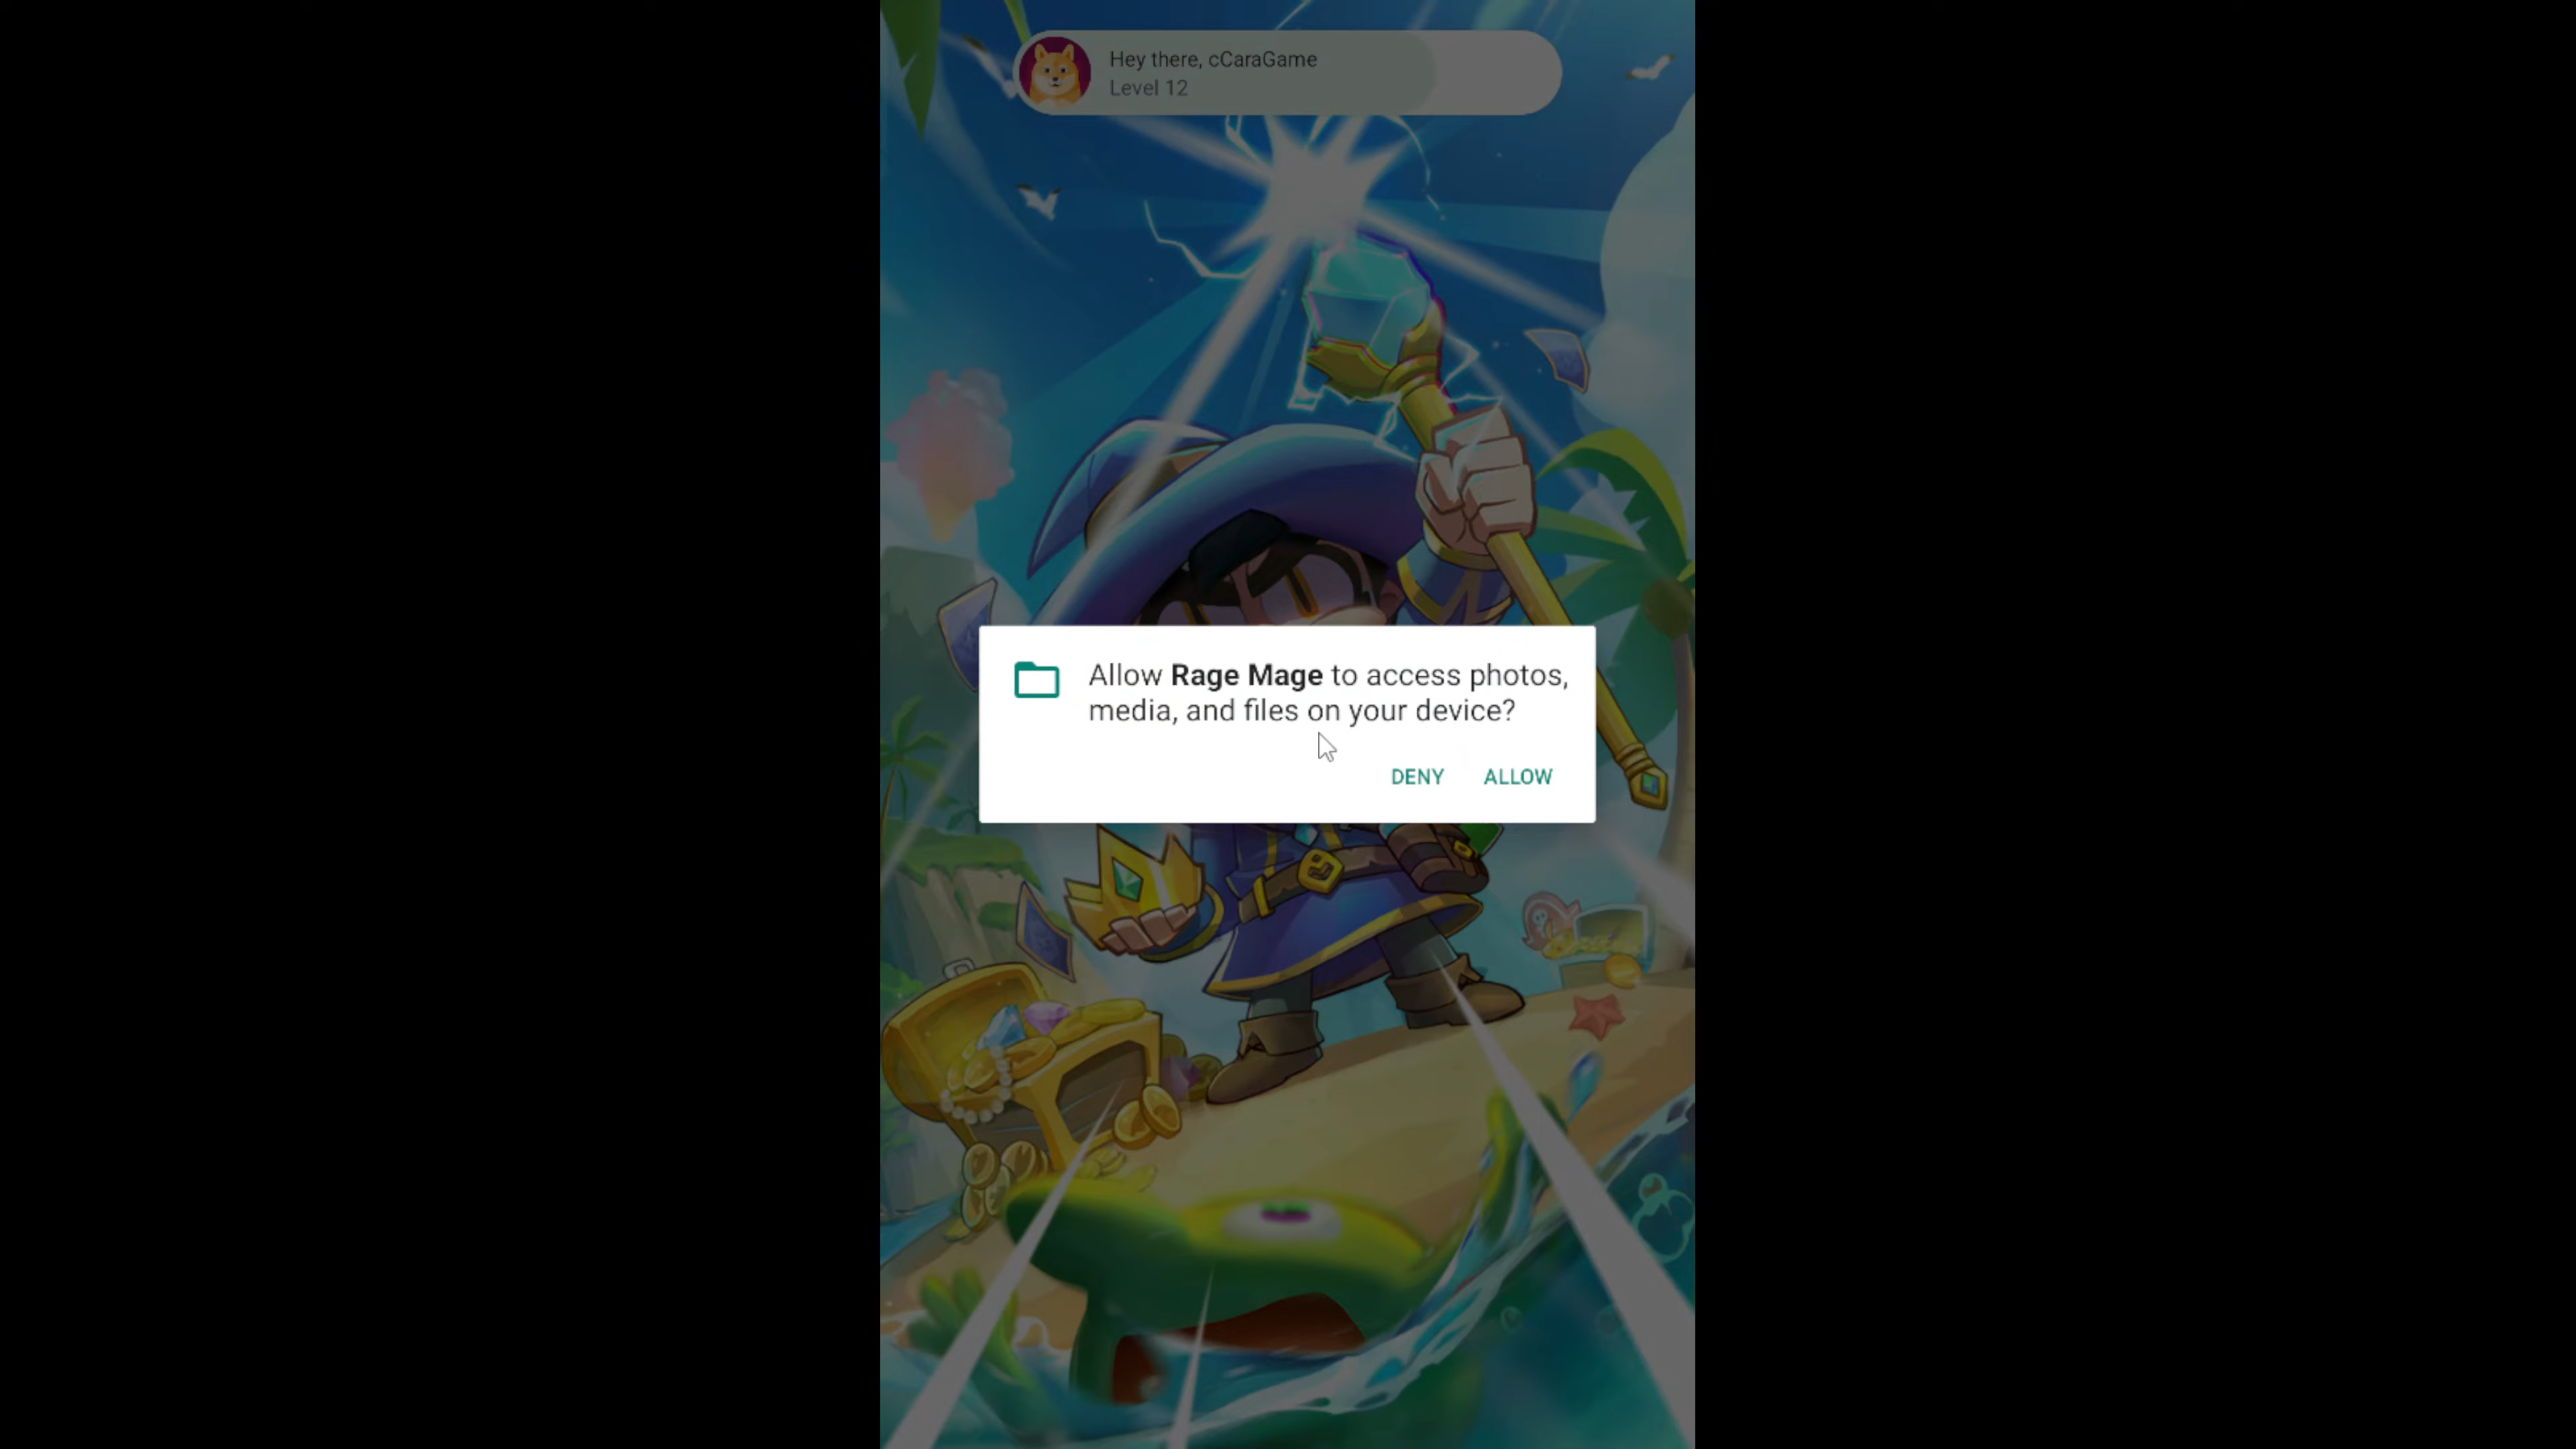 Hey there, cCaraGame
Level 12
Allow Rage Mage to access photos,
media, and files on your device?
DENY ALLOW